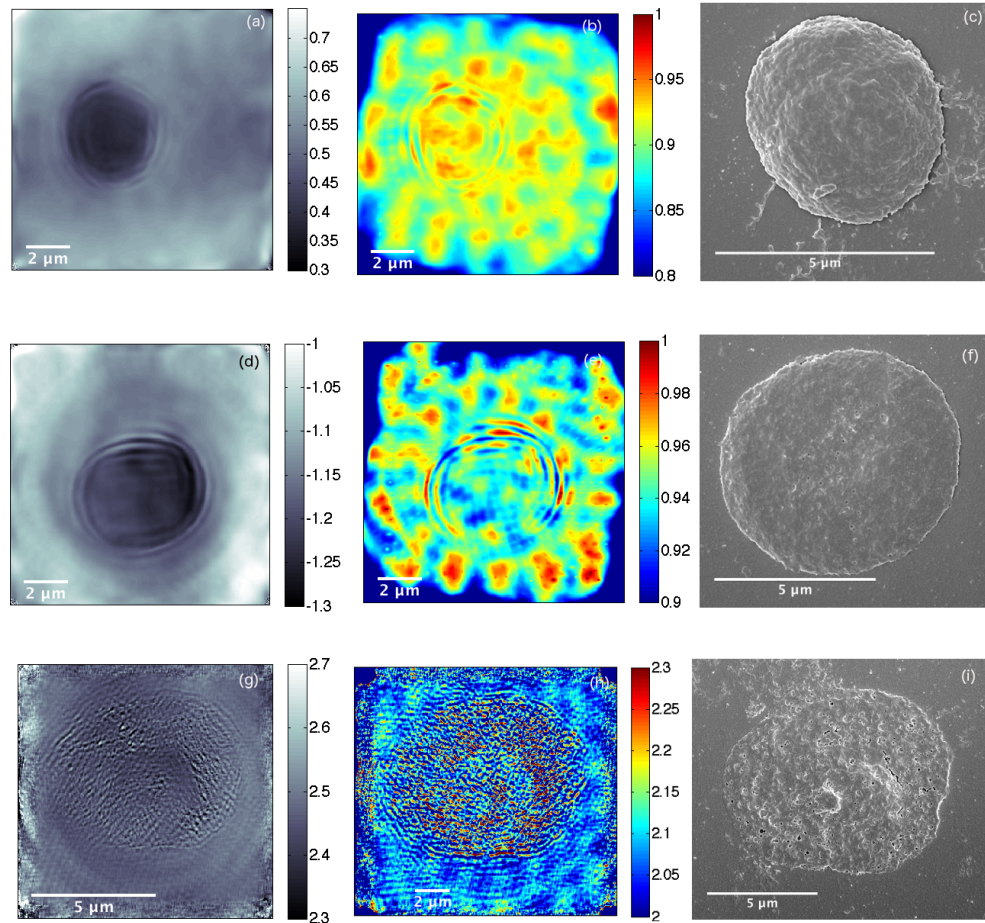 (a)
0.7
0.65
0.6
0.55
0.5
0.45
0.4
0.35
0.3
2 µm
(b)
1
0.95
0.9
0.85
0.8
2 µm
(c)
5 µm
(d)
-1
-1.05
-1.1
-1.15
-1.2
-1.25
-1.3
2 µm
(e)
1
0.98
0.96
0.94
0.92
0.9
2 µm
(f)
5 µm
(g)
2.7
2.6
2.5
2.4
2.3
5 µm
(h)
2.3
2.25
2.2
2.15
2.1
2.05
2
2 µm
(i)
5 µm